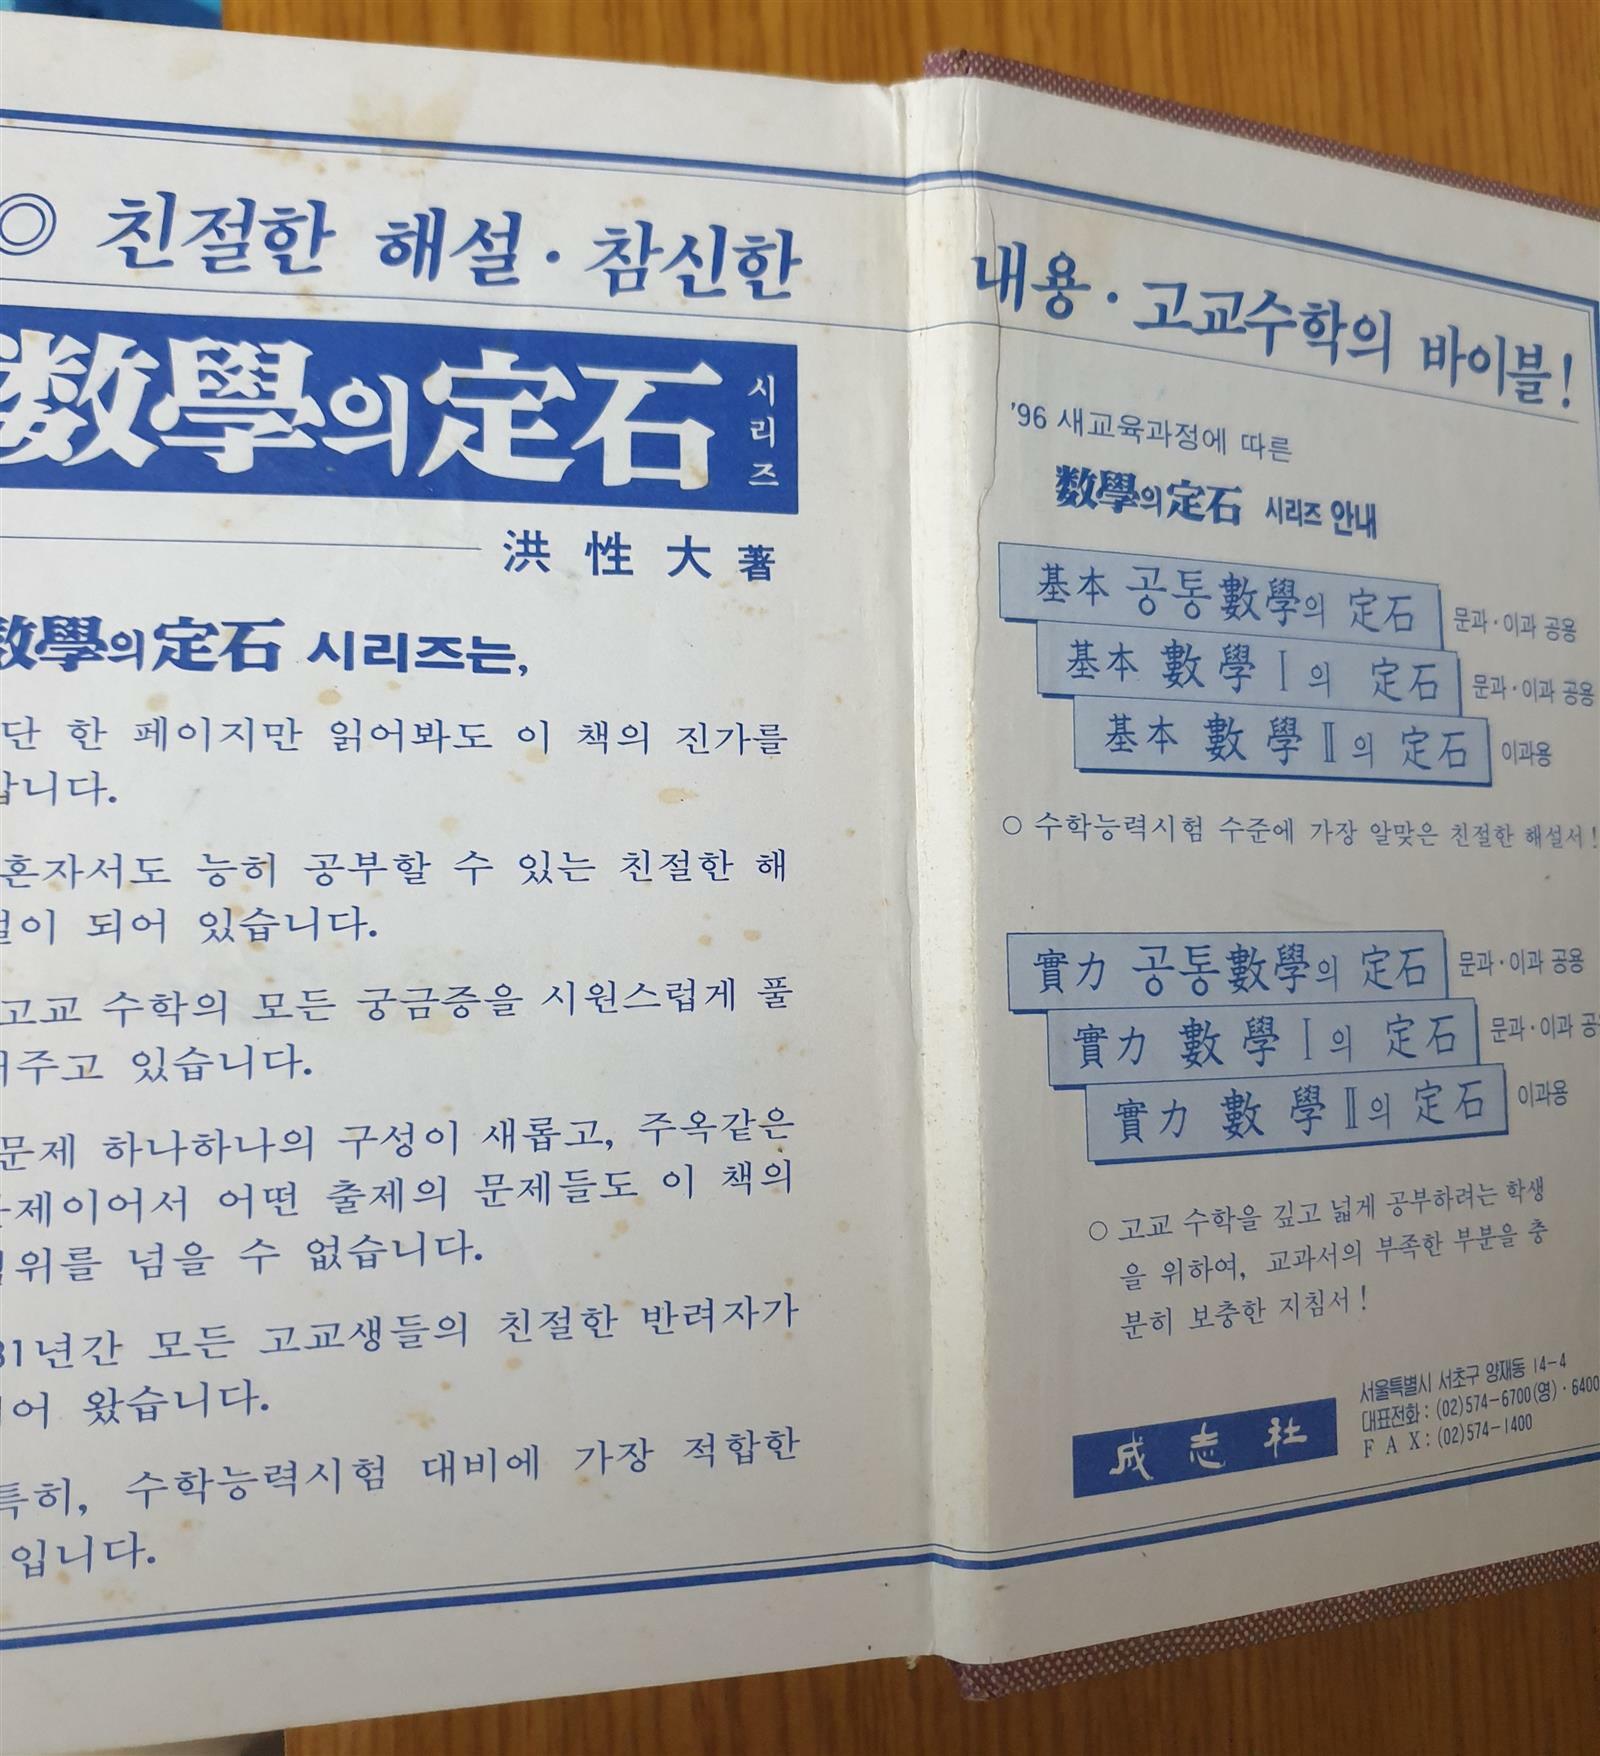 ◎ 친절한 해설·참신한 내용·고교수학의 바이블!
数學의 定石 시리즈
洪性大 著
数學의 定石 시리즈는,
단 한 페이지만 읽어봐도 이 책의 진가를
압니다.
혼자서도 능히 공부할 수 있는 친절한 해
설이 되어 있습니다.
고교 수학의 모든 궁금증을 시원스럽게 풀
어주고 있습니다.
문제 하나하나의 구성이 새롭고, 주옥같은
문제이어서 어떤 출제의 문제들도 이 책의
범위를 넘을 수 없습니다.
31년간 모든 고교생들의 친절한 반려자가
되어 왔습니다.
특히, 수학능력시험 대비에 가장 적합한
입니다.
'96 새교육과정에 따른
数學의 定石 시리즈 안내
基本 공통數學의 定石 문과·이과 공용
基本 數學 Ⅰ의 定石 문과·이과 공용
基本 數學 Ⅱ의 定石 이과용
○ 수학능력시험 수준에 가장 알맞은 친절한 해설서!
實力 공통數學의 定石 문과·이과 공용
實力 數學 Ⅰ의 定石 문과·이과 공용
實力 數學 Ⅱ의 定石 이과용
○ 고교 수학을 깊고 넓게 공부하려는 학생
을 위하여, 교과서의 부족한 부분을 충
분히 보충한 지침서!
成志社
서울특별시 서초구 양재동 14-4
대표전화: (02)574-6700(영)·6400
F A X: (02)574-1400